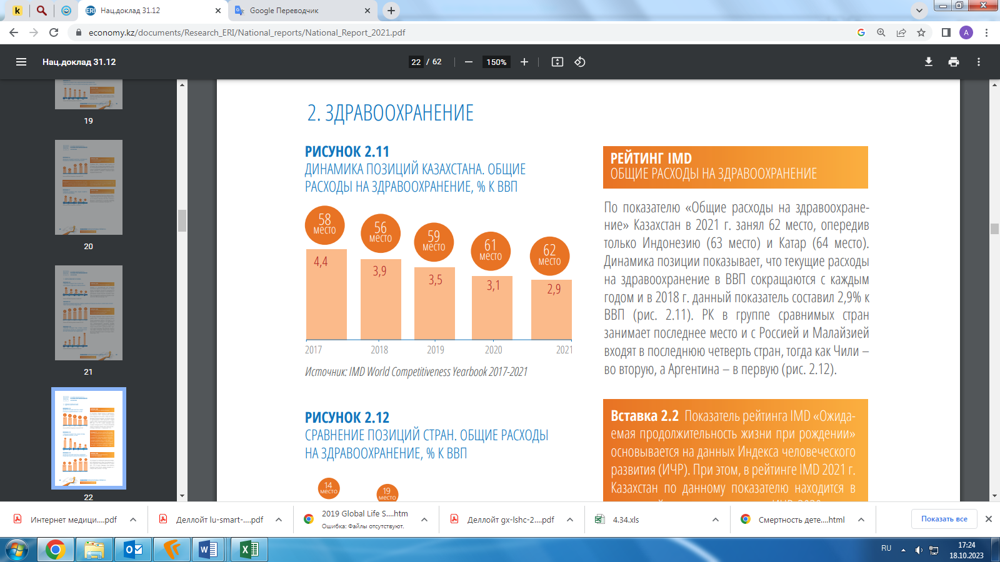 k
ERI
Нац.доклад 31.12
Google Переводчик
economy.kz/documents/Research_ERI/National_reports/National_Report_2021.pdf
A
Нац.доклад 31.12
22 / 62
150%
19
20
21
22
2. ЗДРАВООХРАНЕНИЕ
РИСУНОК 2.11
ДИНАМИКА ПОЗИЦИЙ КАЗАХСТАНА. ОБЩИЕ
РАСХОДЫ НА ЗДРАВООХРАНЕНИЕ, % К ВВП
58
место
56
место
59
место
61
место
62
место
4,4
3,9
3,5
3,1
2,9
2017
2018
2019
2020
2021
Источник: IMD World Competitiveness Yearbook 2017-2021
РИСУНОК 2.12
СРАВНЕНИЕ ПОЗИЦИЙ СТРАН. ОБЩИЕ РАСХОДЫ
НА ЗДРАВООХРАНЕНИЕ, % К ВВП
14
место
19
место
РЕЙТИНГ IMD
ОБЩИЕ РАСХОДЫ НА ЗДРАВООХРАНЕНИЕ
По показателю «Общие расходы на здравоохране-
ние» Казахстан в 2021 г. занял 62 место, опередив
только Индонезию (63 место) и Катар (64 место).
Динамика позиции показывает, что текущие расходы
на здравоохранение в ВВП сокращаются с каждым
годом и в 2018 г. данный показатель составил 2,9% к
ВВП (рис. 2.11). РК в группе сравнимых стран
занимает последнее место и с Россией и Малайзией
входят в последнюю четверть стран, тогда как Чили –
во вторую, а Аргентина – в первую (рис. 2.12).
Вставка 2.2 Показатель рейтинга IMD «Ожида-
емая продолжительность жизни при рождении»
основывается на данных Индекса человеческого
развития (ИЧР). При этом, в рейтинге IMD 2021 г.
Казахстан по данному показателю находится в
Интернет медици....pdf
Деллойт lu-smart-....pdf
2019 Global Life S....htm
Ошибка: Файлы отсутствуют.
Деллойт gx-lshc-2....pdf
4.34.xls
Смертность дете....html
Показать все
RU
17:24
18.10.2023